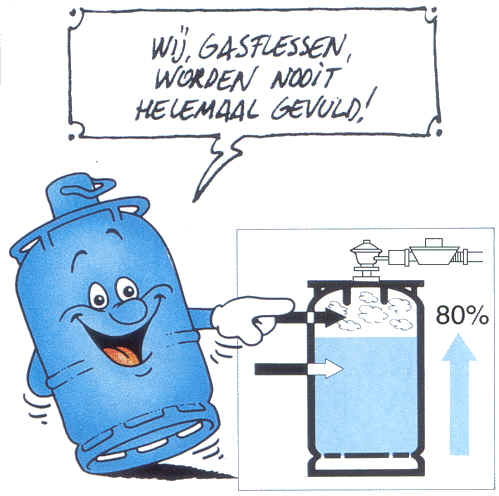 WIJ, GASFLESSEN,
WORDEN NOOIT
HELEMAAL GEVULD!
80%